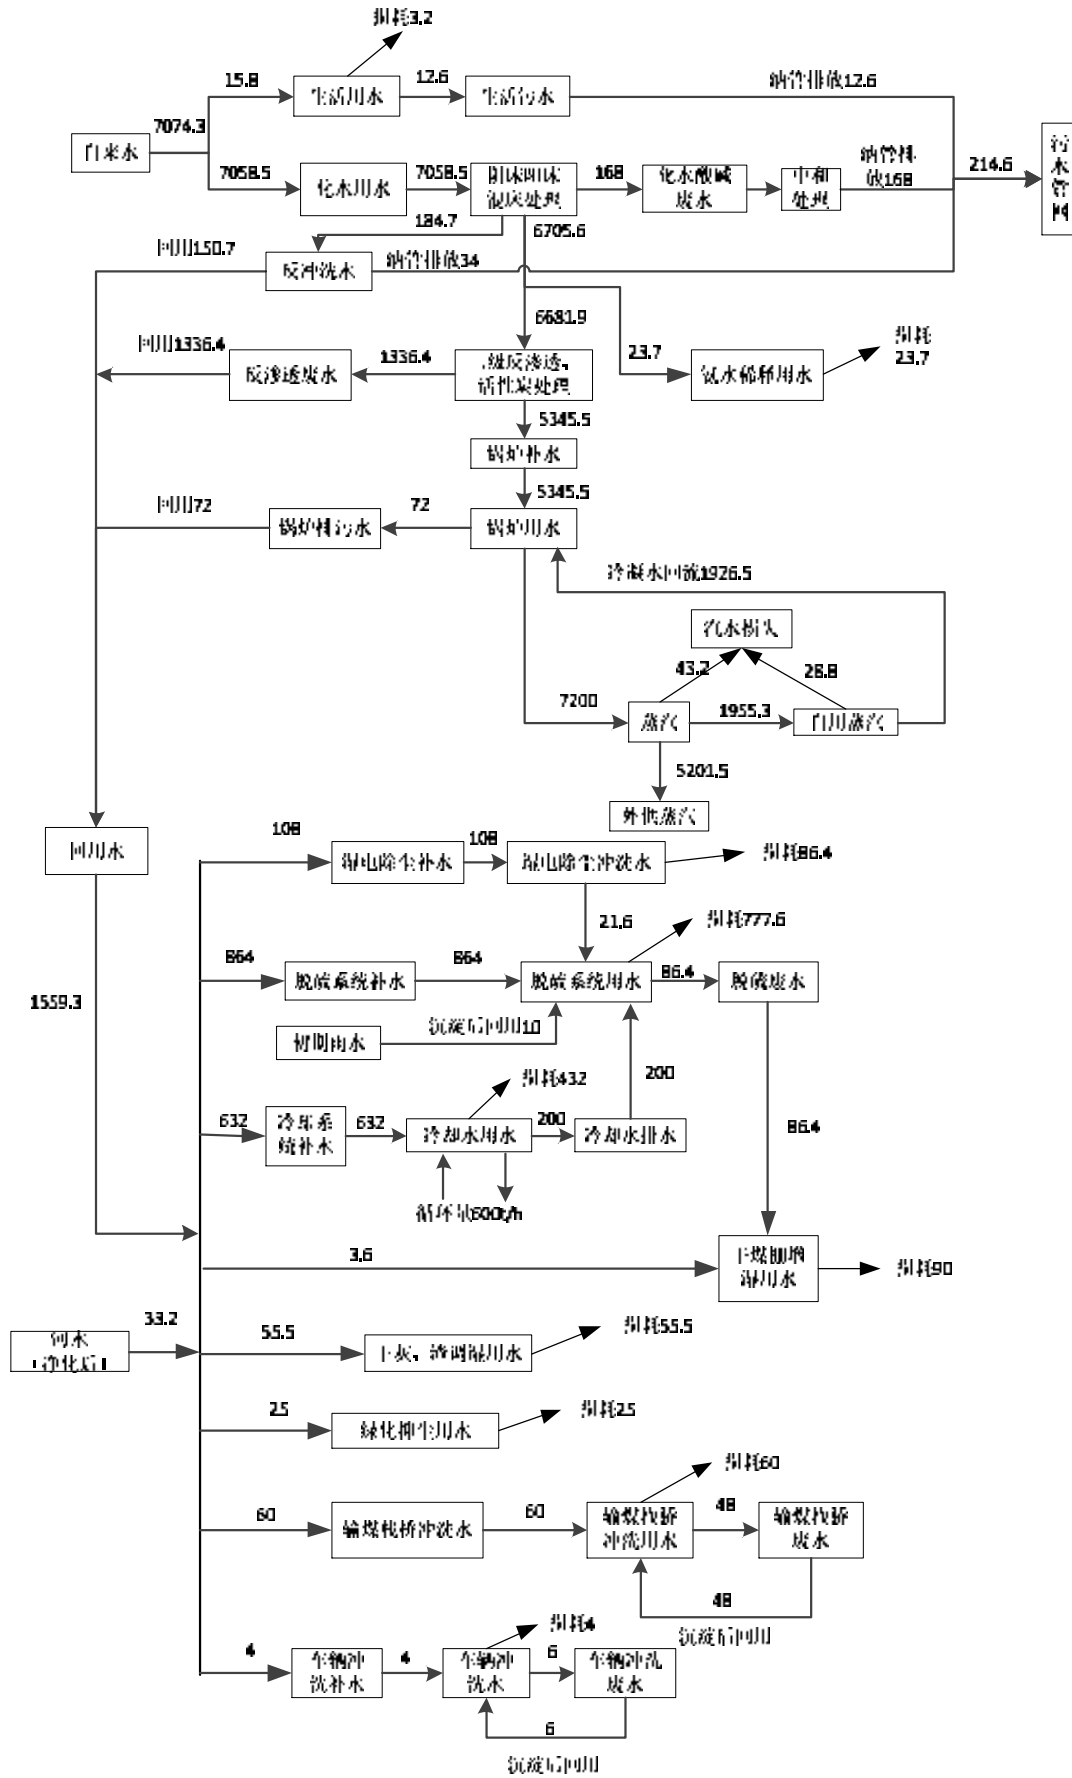 损耗3.2
15.8
生活用水
12.6
生活污水
纳管排放12.6
自来水
7074.3
7058.5
化水用水
7058.5
阳床阴床
混床处理
168
化水酸碱
废水
中和
处理
纳管排
放168
214.6
污
水
管
网
184.7
6705.6
回用150.7
反冲洗水
纳管排放34
6681.9
回用1336.4
反渗透废水
1336.4
级反渗透
活性炭处理
23.7
氨水稀释用水
损耗
23.7
5345.5
锅炉补水
5345.5
回用72
锅炉排污水
72
锅炉用水
冷凝水回流1926.5
汽水损失
43.2
28.8
7200
蒸汽
1955.3
自用蒸汽
5201.5
外供蒸汽
回用水
108
湿电除尘补水
108
湿电除尘冲洗水
损耗86.4
21.6
损耗777.6
864
脱硫系统补水
864
脱硫系统用水
86.4
脱硫废水
1559.3
初期雨水
沉淀后回用10
损耗432
200
632
冷却系
统补水
632
冷却水用水
200
冷却水排水
86.4
循环量600t/h
3.6
干煤棚增
湿用水
损耗90
河水
（净化后）
33.2
55.5
干灰、渣调湿用水
损耗55.5
25
绿化抑尘用水
损耗25
60
输煤栈桥冲洗水
60
输煤栈桥
冲洗用水
损耗60
48
输煤栈桥
废水
48
沉淀后回用
4
车辆冲
洗补水
4
车辆冲
洗水
损耗4
6
车辆冲洗
废水
6
沉淀后回用